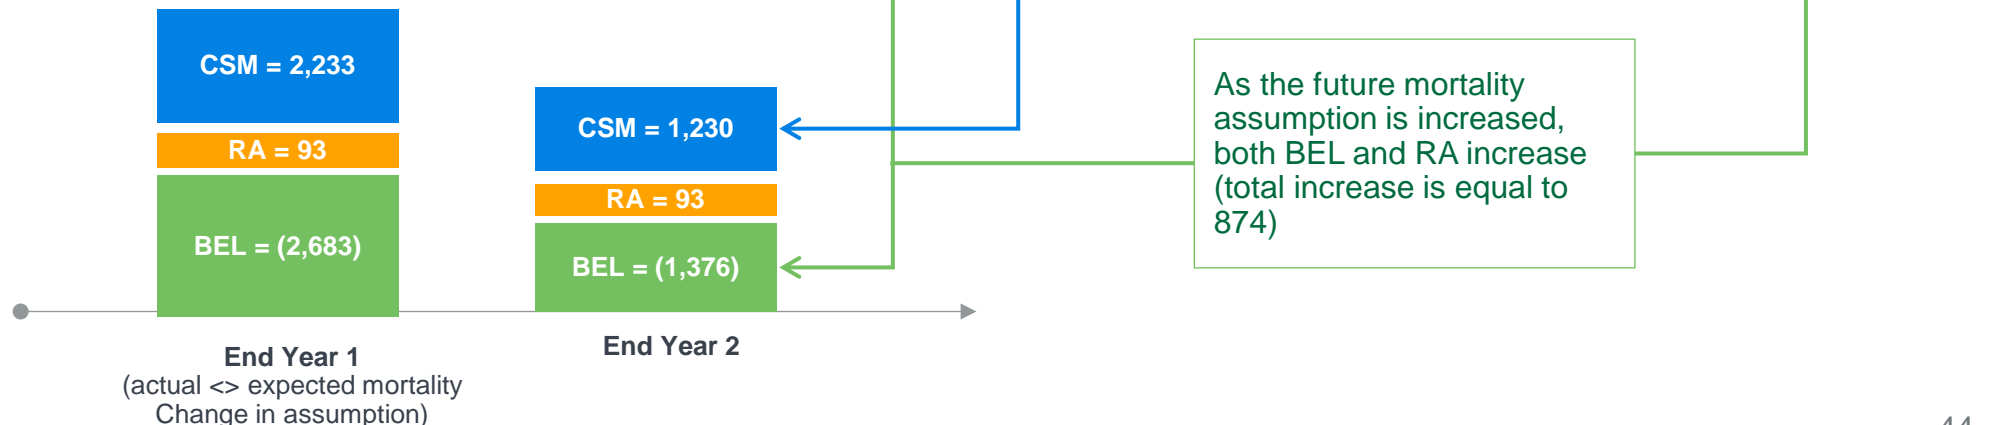 CSM = 2,233
RA = 93
BEL = (2,683)
CSM = 1,230
RA = 93
BEL = (1,376)
As the future mortality
assumption is increased,
both BEL and RA increase
(total increase is equal to
874)
End Year 1
(actual <> expected mortality
Change in assumption)
End Year 2
44